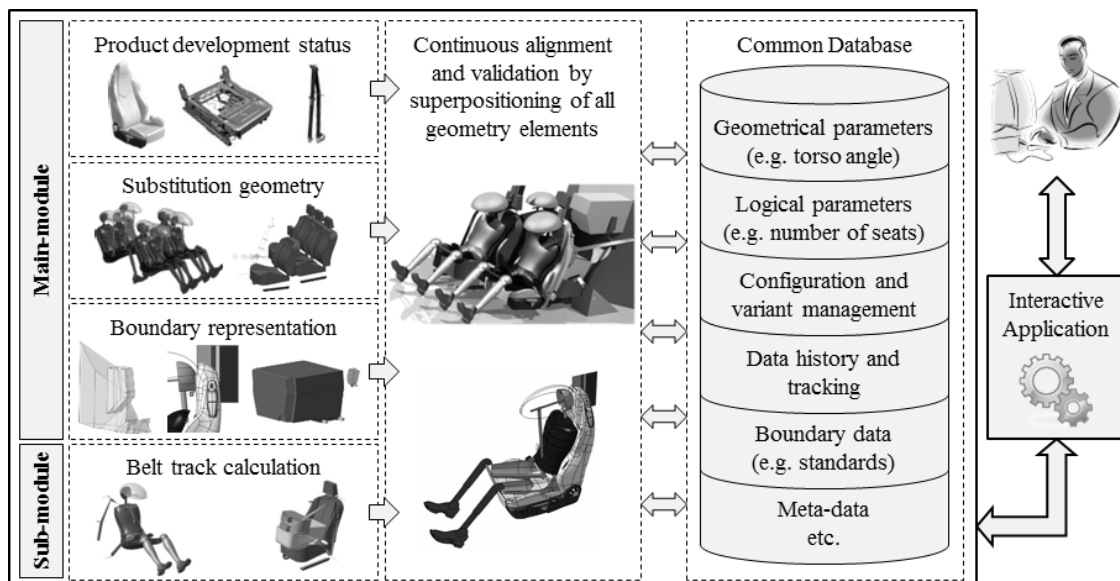 Main-module
Product development status
Substitution geometry
Boundary representation
Sub-module
Belt track calculation
Continuous alignment
and validation by
superpositioning of all
geometry elements
Common Database
Geometrical parameters
(e.g. torso angle)
Logical parameters
(e.g. number of seats)
Configuration and
variant management
Data history and
tracking
Boundary data
(e.g. standards)
Meta-data
etc.
Interactive
Application